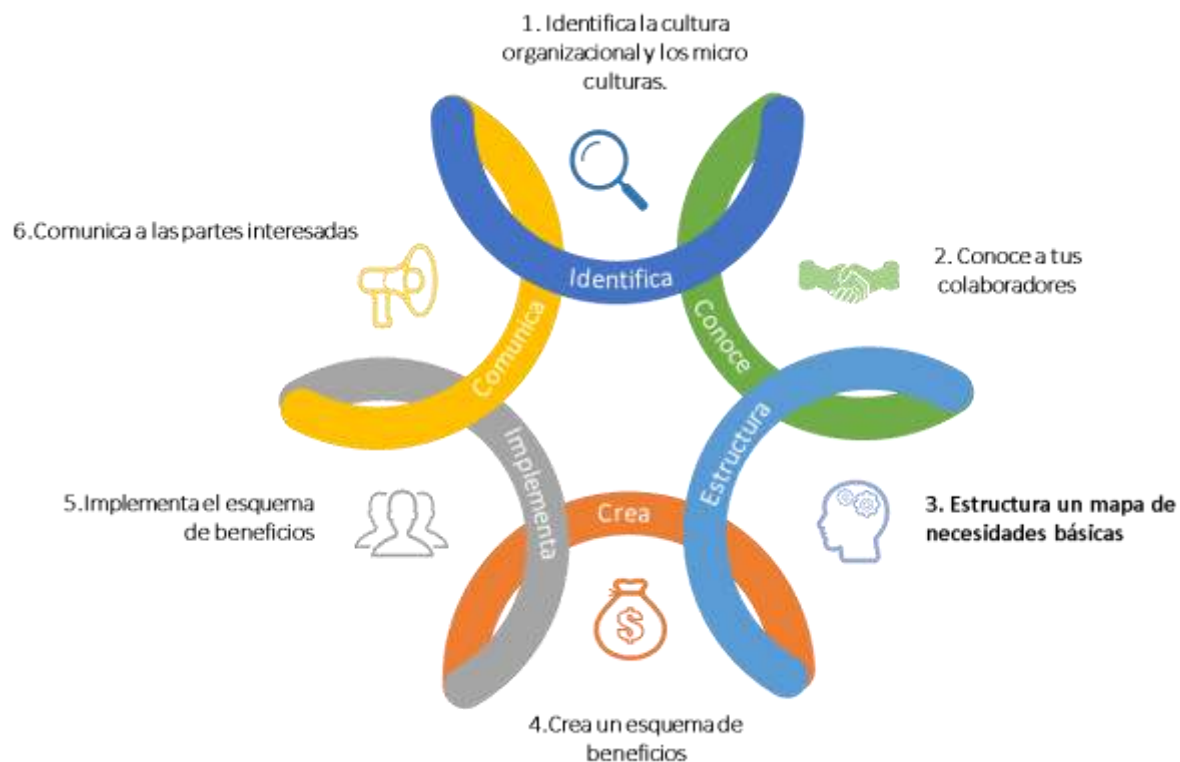 1. Identifica la cultura
organizacional y los micro
culturas.
Identifica
2. Conoce a tus
colaboradores
Conoce
3. Estructura un mapa de
necesidades básicas
Estructura
4.Crea un esquema de
beneficios
Crea
5.Implementa el esquema
de beneficios
Implementa
6.Comunica a las partes interesadas
Comunica
$